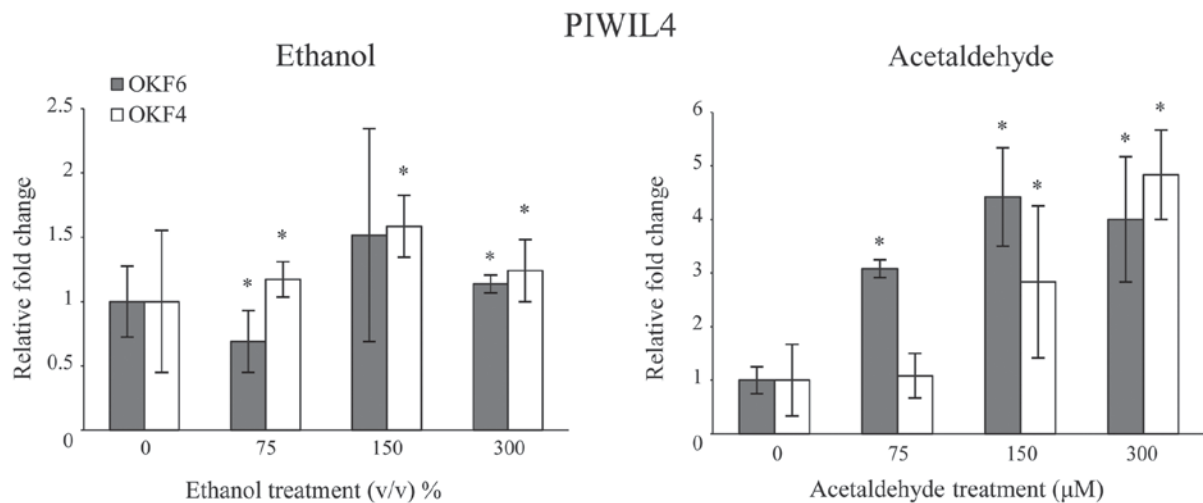 PIWIL4
Ethanol
OKF6
OKF4
Relative fold change
2.5
2
1.5
1
0.5
0
*
*
*
*
*
0 75 150 300
Ethanol treatment (v/v) %
Acetaldehyde
Relative fold change
6
5
4
3
2
1
0
*
*
*
*
*
0 75 150 300
Acetaldehyde treatment (μM)